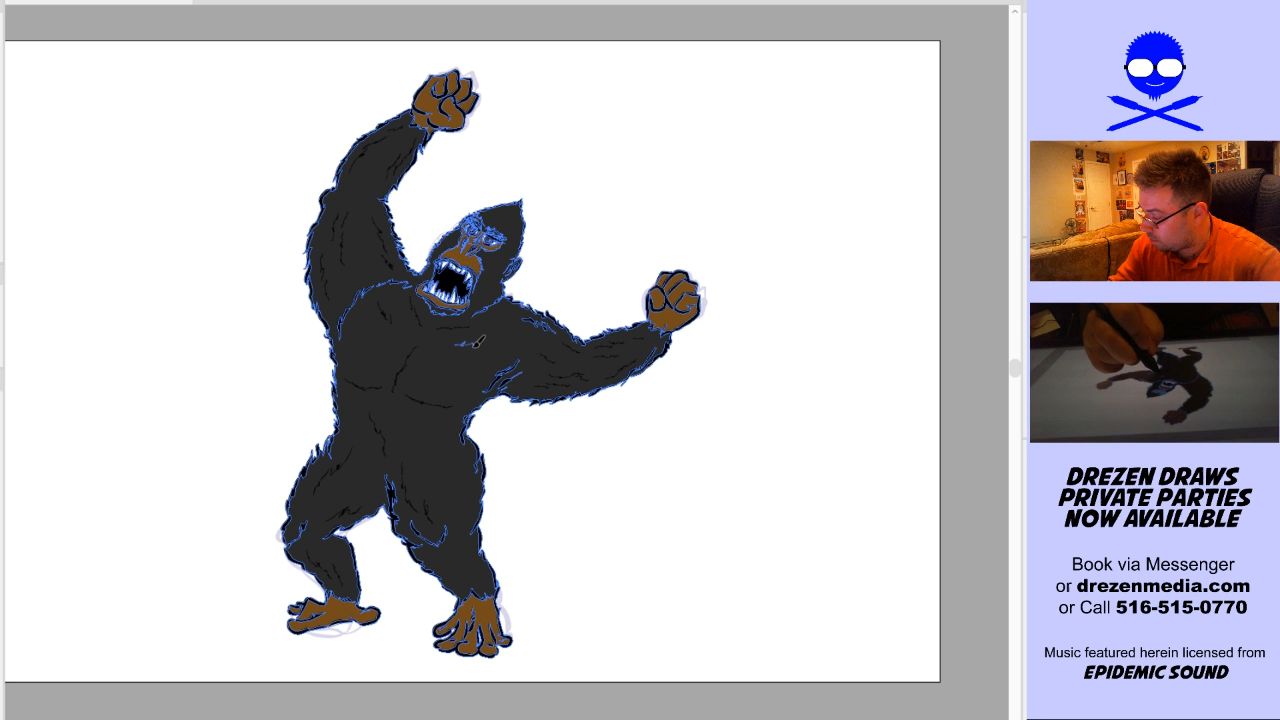 DREZEN DRAWS
PRIVATE PARTIES
NOW AVAILABLE
Book via Messenger
or drezenmedia.com
or Call 516-515-0770
Music featured herein licensed from
EPIDEMIC SOUND